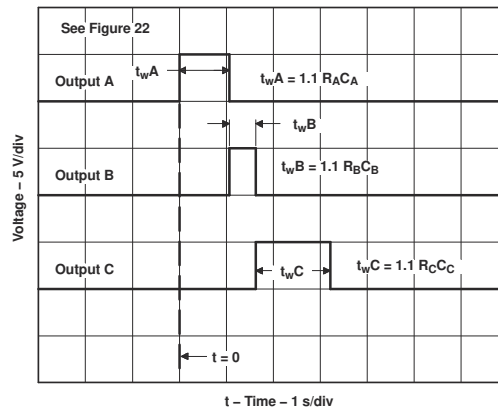 See Figure 22
Output A
twA
twA = 1.1 RACA
twB
Output B
twB = 1.1 RBCB
Output C
twC
twC = 1.1 RCCC
t = 0
Voltage – 5 V/div
t – Time – 1 s/div